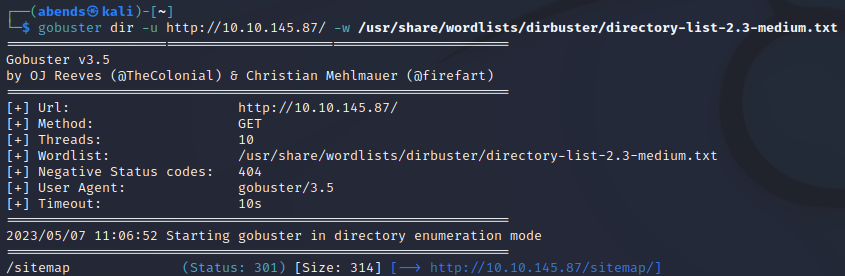 ┌──(abends㉿kali)-[~]
└─$ gobuster dir -u http://10.10.145.87/ -w /usr/share/wordlists/dirbuster/directory-list-2.3-medium.txt
===============================================================
Gobuster v3.5
by OJ Reeves (@TheColonial) & Christian Mehlmauer (@firefart)
===============================================================
[+] Url:                     http://10.10.145.87/
[+] Method:                  GET
[+] Threads:                 10
[+] Wordlist:                /usr/share/wordlists/dirbuster/directory-list-2.3-medium.txt
[+] Negative Status codes:   404
[+] User Agent:              gobuster/3.5
[+] Timeout:                 10s
===============================================================
2023/05/07 11:06:52 Starting gobuster in directory enumeration mode
===============================================================
/sitemap              (Status: 301) [Size: 314] [--> http://10.10.145.87/sitemap/]